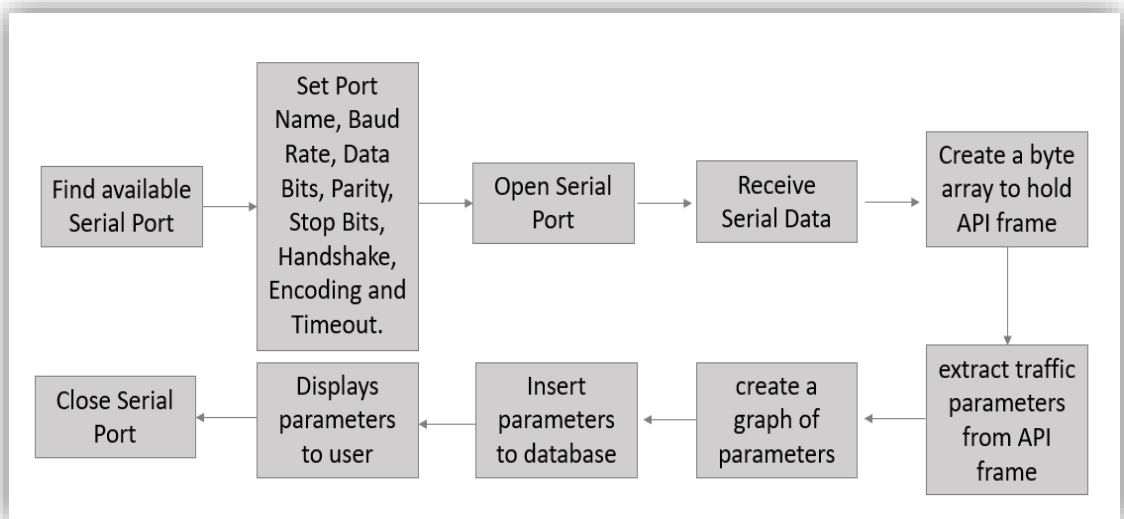 Find available
Serial Port
Set Port
Name, Baud
Rate, Data
Bits, Parity,
Stop Bits,
Handshake,
Encoding and
Timeout.
Open Serial
Port
Receive
Serial Data
Create a byte
array to hold
API frame
extract traffic
parameters
from API
frame
create a
graph of
parameters
Insert
parameters
to database
Displays
parameters
to user
Close Serial
Port